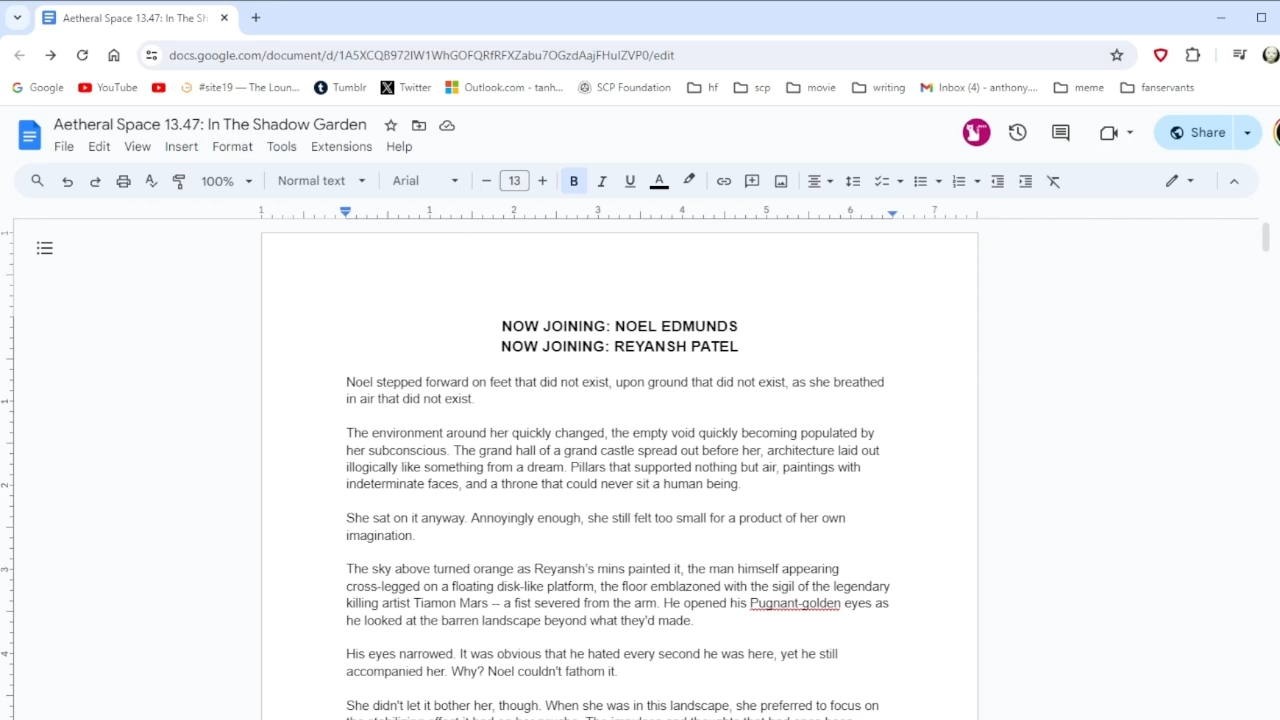 Aetheral Space 13.47: In The Sh
docs.google.com/document/d/1A5XCQB972IW1WhGOFQRfRFXZabu7OGzdAajFHulZVP0/edit
Google YouTube #site19 — The Loun... Tumblr Twitter Outlook.com - tanh... SCP Foundation hf scp movie writing Inbox (4) - anthony.... meme fanservants
Aetheral Space 13.47: In The Shadow Garden
File Edit View Insert Format Tools Extensions Help
Share
100% Normal text Arial 13 B I U A
1 1 2 3 4 5 6 7
NOW JOINING: NOEL EDMUNDS
NOW JOINING: REYANSH PATEL
Noel stepped forward on feet that did not exist, upon ground that did not exist, as she breathed
in air that did not exist.
The environment around her quickly changed, the empty void quickly becoming populated by
her subconscious. The grand hall of a grand castle spread out before her, architecture laid out
illogically like something from a dream. Pillars that supported nothing but air, paintings with
indeterminate faces, and a throne that could never sit a human being.
She sat on it anyway. Annoyingly enough, she still felt too small for a product of her own
imagination.
The sky above turned orange as Reyansh's mins painted it, the man himself appearing
cross-legged on a floating disk-like platform, the floor emblazoned with the sigil of the legendary
killing artist Tiamon Mars -- a fist severed from the arm. He opened his Pugnant-golden eyes as
he looked at the barren landscape beyond what they'd made.
His eyes narrowed. It was obvious that he hated every second he was here, yet he still
accompanied her. Why? Noel couldn't fathom it.
She didn't let it bother her, though. When she was in this landscape, she preferred to focus on